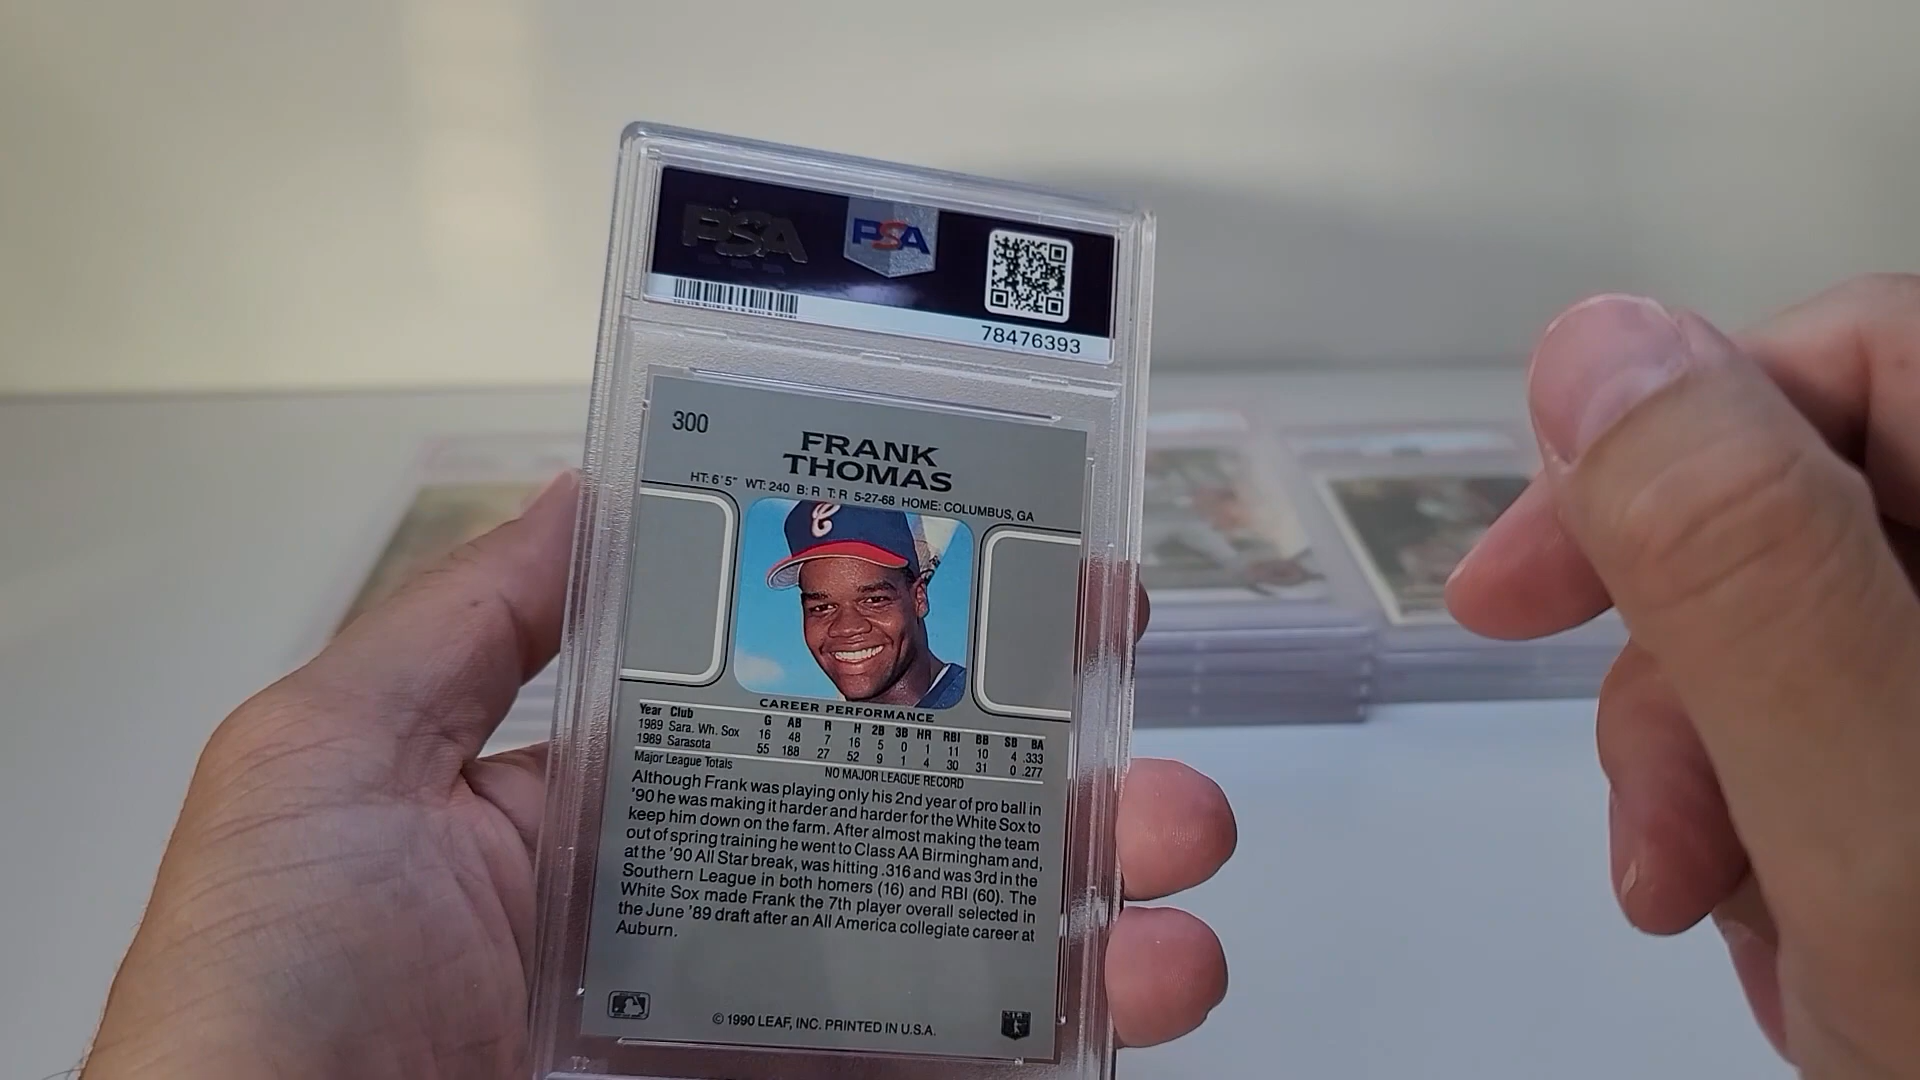 PSA
PSA
78476393
300
FRANK
THOMAS
HT: 6'5" WT: 240 B: R T: R 5-27-68 HOME: COLUMBUS, GA
C
CAREER PERFORMANCE
Year Club G AB R H 2B 3B HR RBI BB SB BA
1989 Sara. Wh. Sox 16 48 7 16 5 0 1 11 10 4 .333
1989 Sarasota 55 188 27 52 9 1 4 30 31 0 .277
Major League Totals NO MAJOR LEAGUE RECORD
Although Frank was playing only his 2nd year of pro ball in
'90 he was making it harder and harder for the White Sox to
keep him down on the farm. After almost making the team
out of spring training he went to Class AA Birmingham and,
at the '90 All Star break, was hitting .316 and was 3rd in the
Southern League in both homers (16) and RBI (60). The
White Sox made Frank the 7th player overall selected in
the June '89 draft after an All America collegiate career at
Auburn.
© 1990 LEAF, INC. PRINTED IN U.S.A.